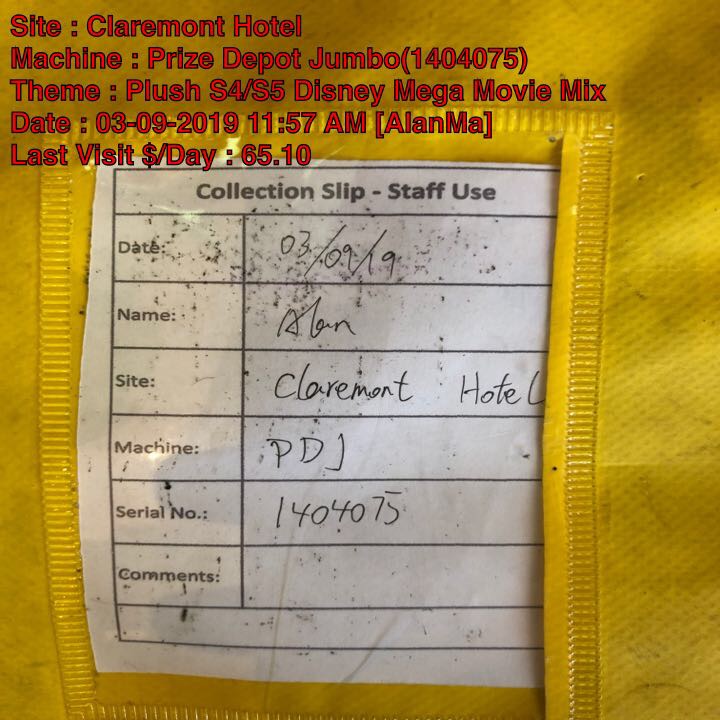 Site : Claremont Hotel
Machine : Prize Depot Jumbo(1404075)
Theme : Plush S4/S5 Disney Mega Movie Mix
Date : 03-09-2019 11:57 AM [AlanMa]
Last Visit $/Day : 65.10
Collection Slip - Staff Use
Date: 03/09/19
Name: Alan
Site: Claremont Hotel
Machine: PDJ
Serial No.: 1404075
Comments: